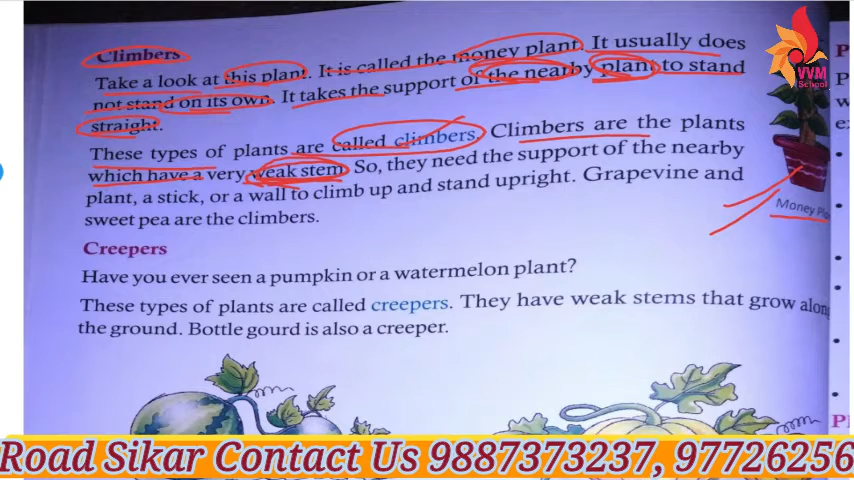 Climbers
Take a look at this plant. It is called the money plant. It usually does
not stand on its own. It takes the support of the nearby plant to stand
straight.
These types of plants are called climbers. Climbers are the plants
which have a very weak stem. So, they need the support of the nearby
plant, a stick, or a wall to climb up and stand upright. Grapevine and
sweet pea are the climbers.
Creepers
Have you ever seen a pumpkin or a watermelon plant?
These types of plants are called creepers. They have weak stems that grow along
the ground. Bottle gourd is also a creeper.
VVM
School
Money Pla
P
P
w
e
Pl
Road Sikar Contact Us 9887373237, 97726256